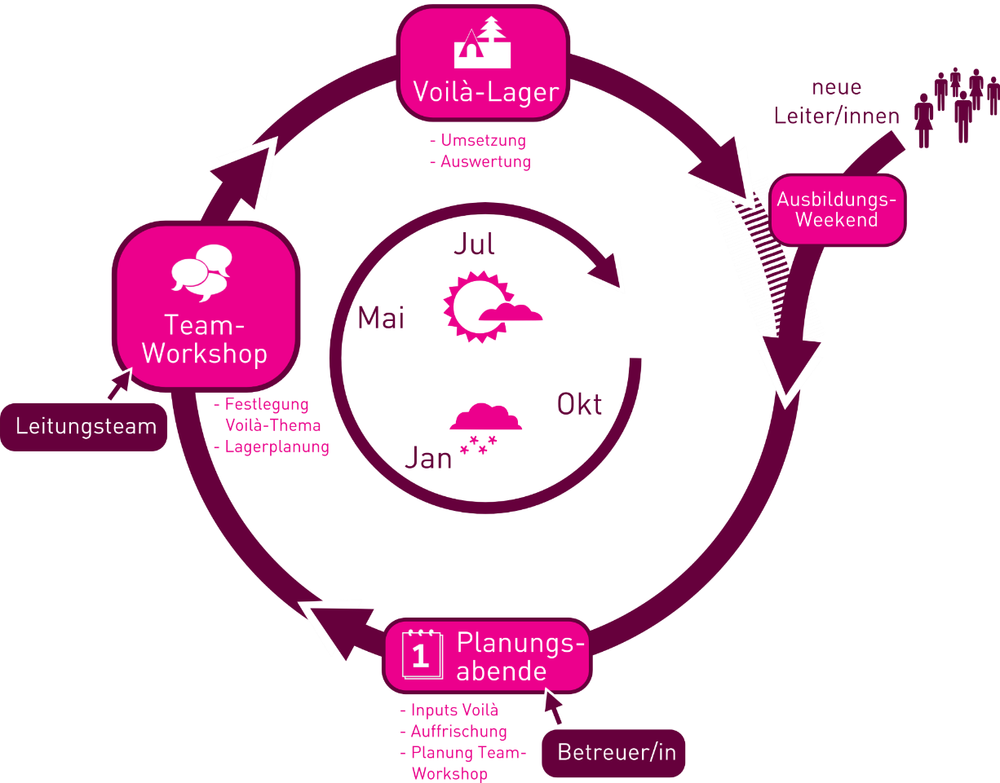 Voilà-Lager
- Umsetzung
- Auswertung
neue
Leiter/innen
Ausbildungs-
Weekend
Jul
Mai
Okt
Jan
Team-
Workshop
Leitungsteam
- Festlegung
Voilà-Thema
- Lagerplanung
1
Planungs-
abende
- Inputs Voilà
- Auffrischung
- Planung Team-
Workshop
Betreuer/in